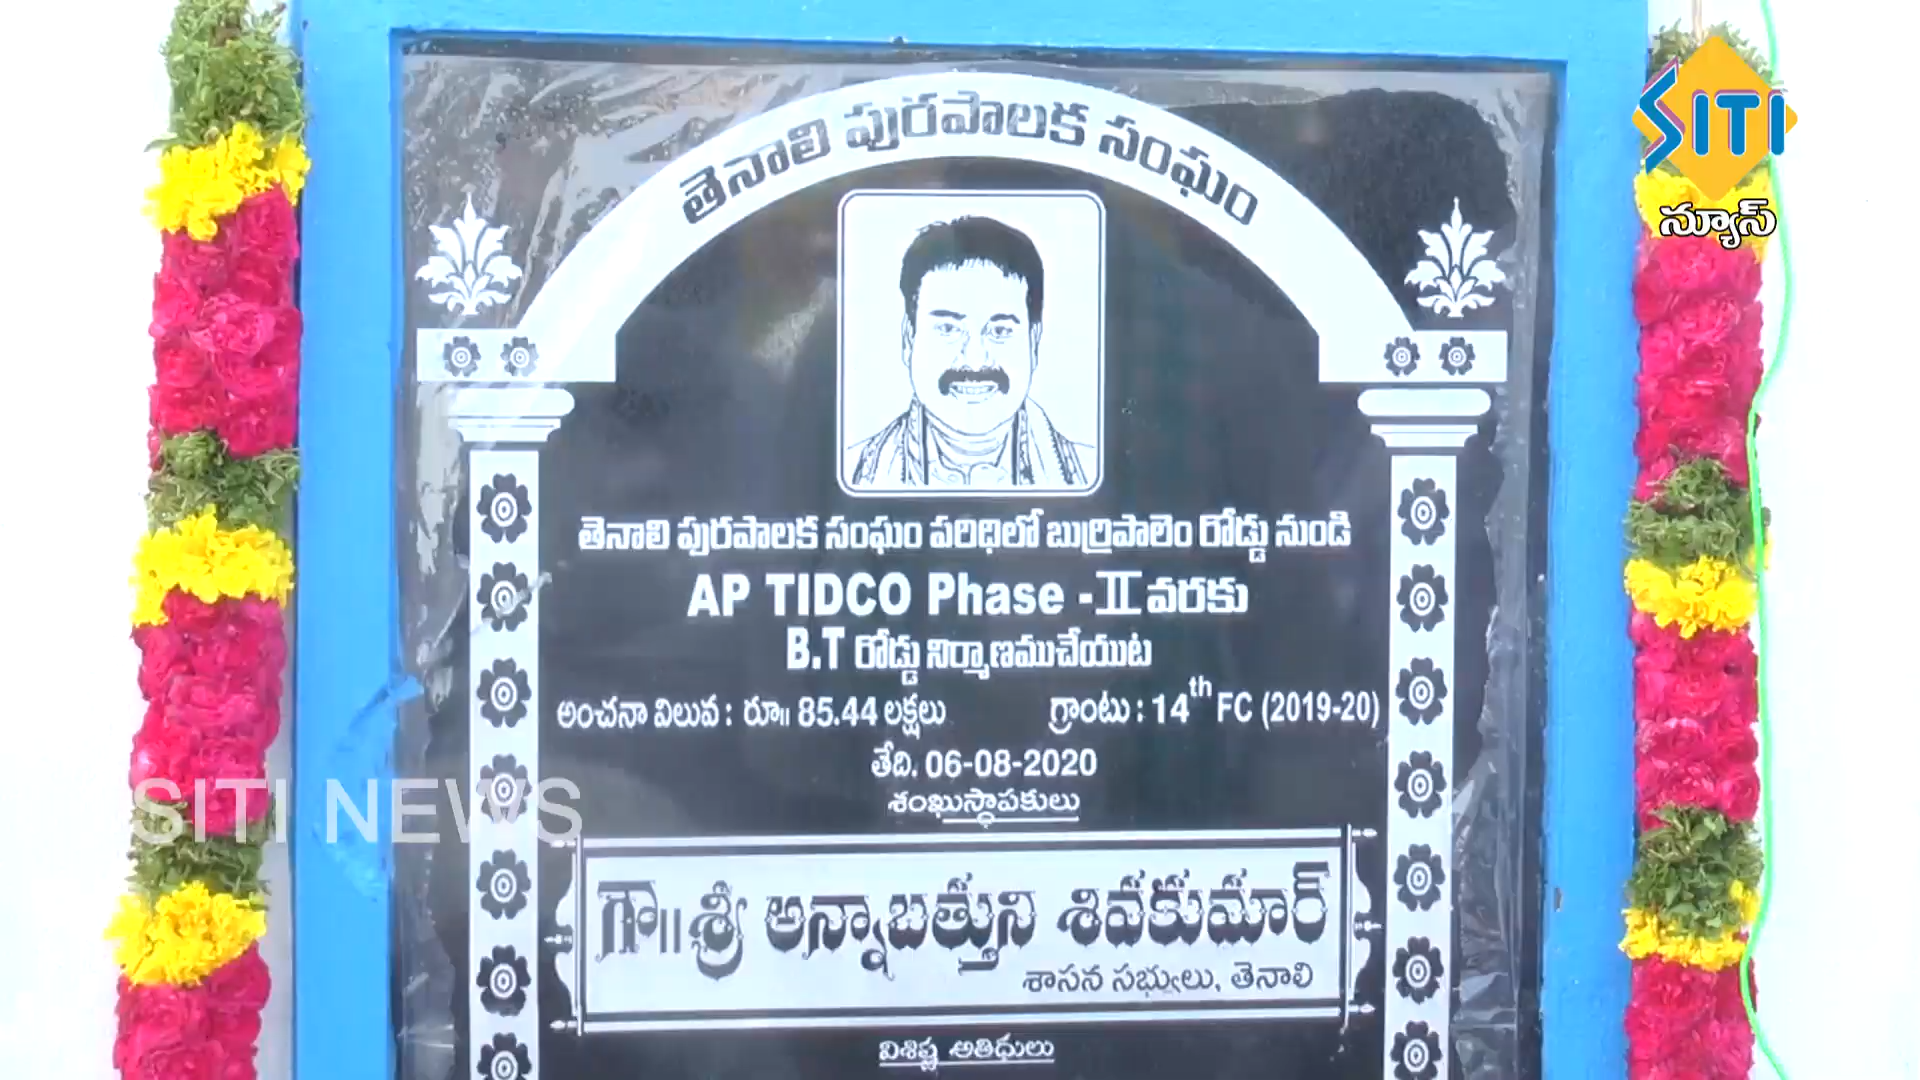 తెనాలి పురపాలక సంఘం
SITI
న్యూస్
తెనాలి పురపాలక సంఘం పరిధిలో బుర్రిపాలెం రోడ్డు నుండి
AP TIDCO Phase -II వరకు
B.T రోడ్డు నిర్మాణముచేయుట
అంచనా విలువ : రూ॥ 85.44 లక్షలు గ్రాంటు : 14th FC (2019-20)
తేది. 06-08-2020
శంఖుస్థాపకులు
SITI NEWS
గౌ॥శ్రీ అన్నాబత్తుని శివకుమార్
శాసన సభ్యులు, తెనాలి
విశిష్ట అతిధులు